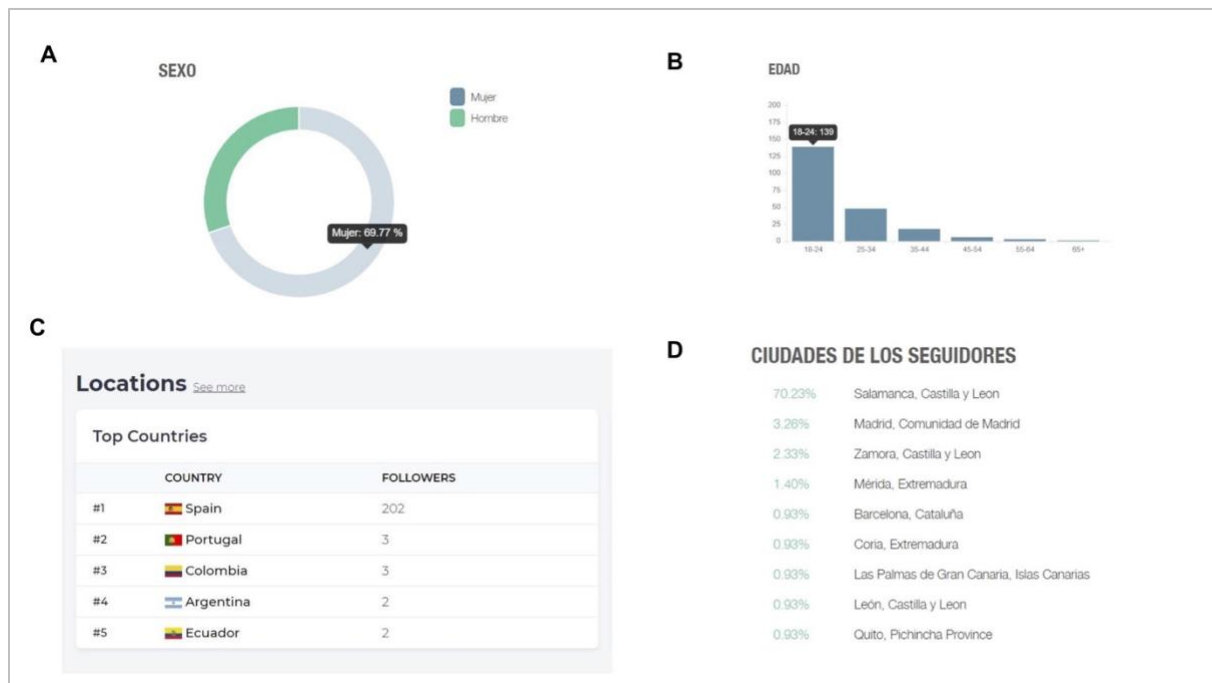 A
SEXO
Mujer
Hombre
Mujer: 69.77 %
B
EDAD
200
175
150
125
100
75
50
25
0
18-24: 139
18-24
25-34
35-44
45-54
55-64
65+
C
Locations See more
Top Countries
COUNTRY FOLLOWERS
#1 Spain 202
#2 Portugal 3
#3 Colombia 3
#4 Argentina 2
#5 Ecuador 2
D
CIUDADES DE LOS SEGUIDORES
70.23% Salamanca, Castilla y Leon
3.26% Madrid, Comunidad de Madrid
2.33% Zamora, Castilla y Leon
1.40% Mérida, Extremadura
0.93% Barcelona, Cataluña
0.93% Coria, Extremadura
0.93% Las Palmas de Gran Canaria, Islas Canarias
0.93% León, Castilla y Leon
0.93% Quito, Pichincha Province